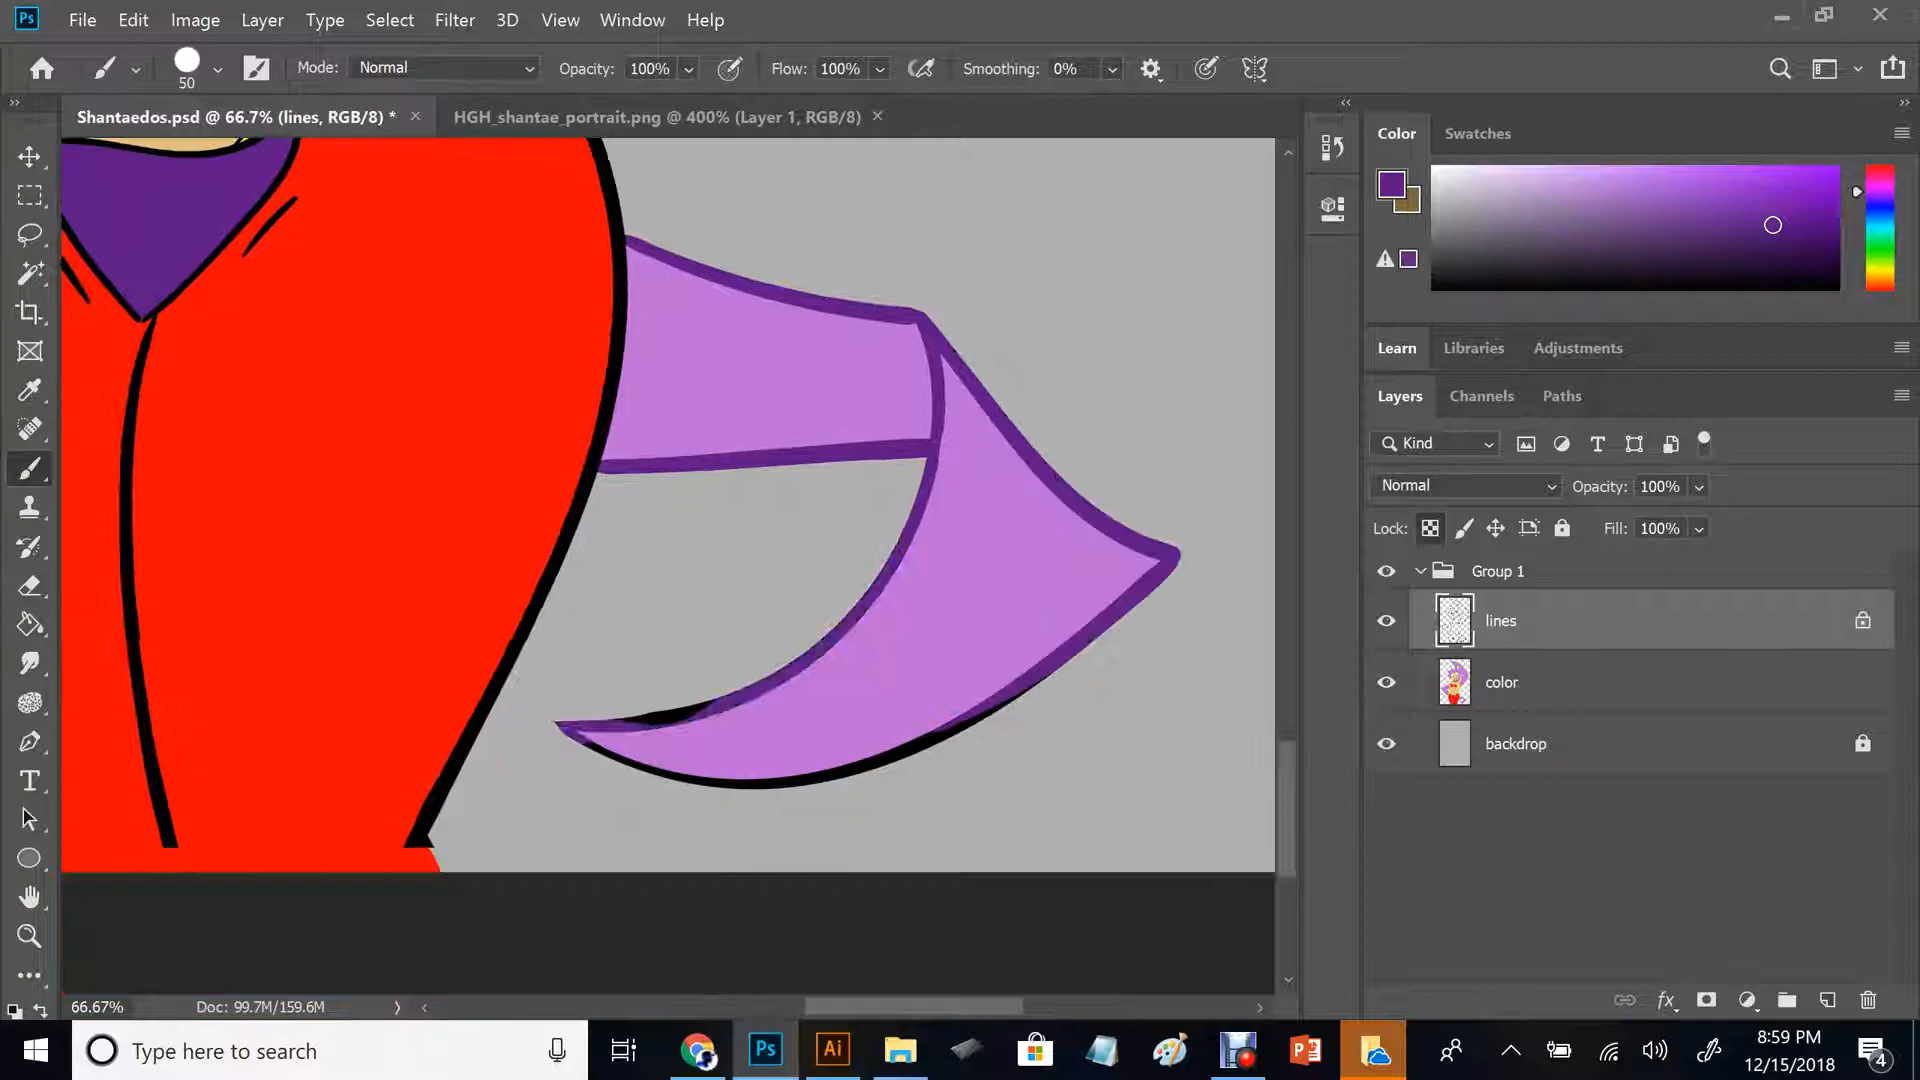 Ps File Edit Image Layer Type Select Filter 3D View Window Help
50 Mode: Normal Opacity: 100% Flow: 100% Smoothing: 0%
Shantaedos.psd @ 66.7% (lines, RGB/8) * × HGH_shantae_portrait.png @ 400% (Layer 1, RGB/8) ×
Color Swatches
Learn Libraries Adjustments
Layers Channels Paths
Kind
Normal Opacity: 100%
Lock: Fill: 100%
Group 1
lines
color
backdrop
66.67% Doc: 99.7M/159.6M
Type here to search
Ps Ai
8:59 PM
12/15/2018
4